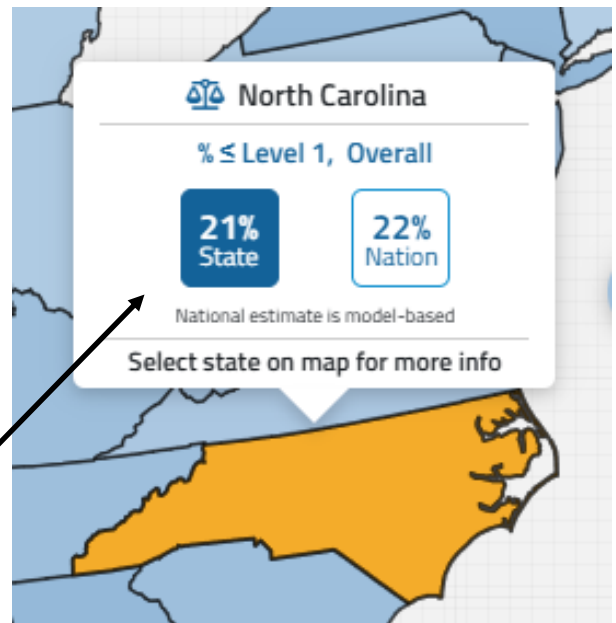 North Carolina
% ≤ Level 1, Overall
21% 22%
State Nation
National estimate is model-based
Select state on map for more info